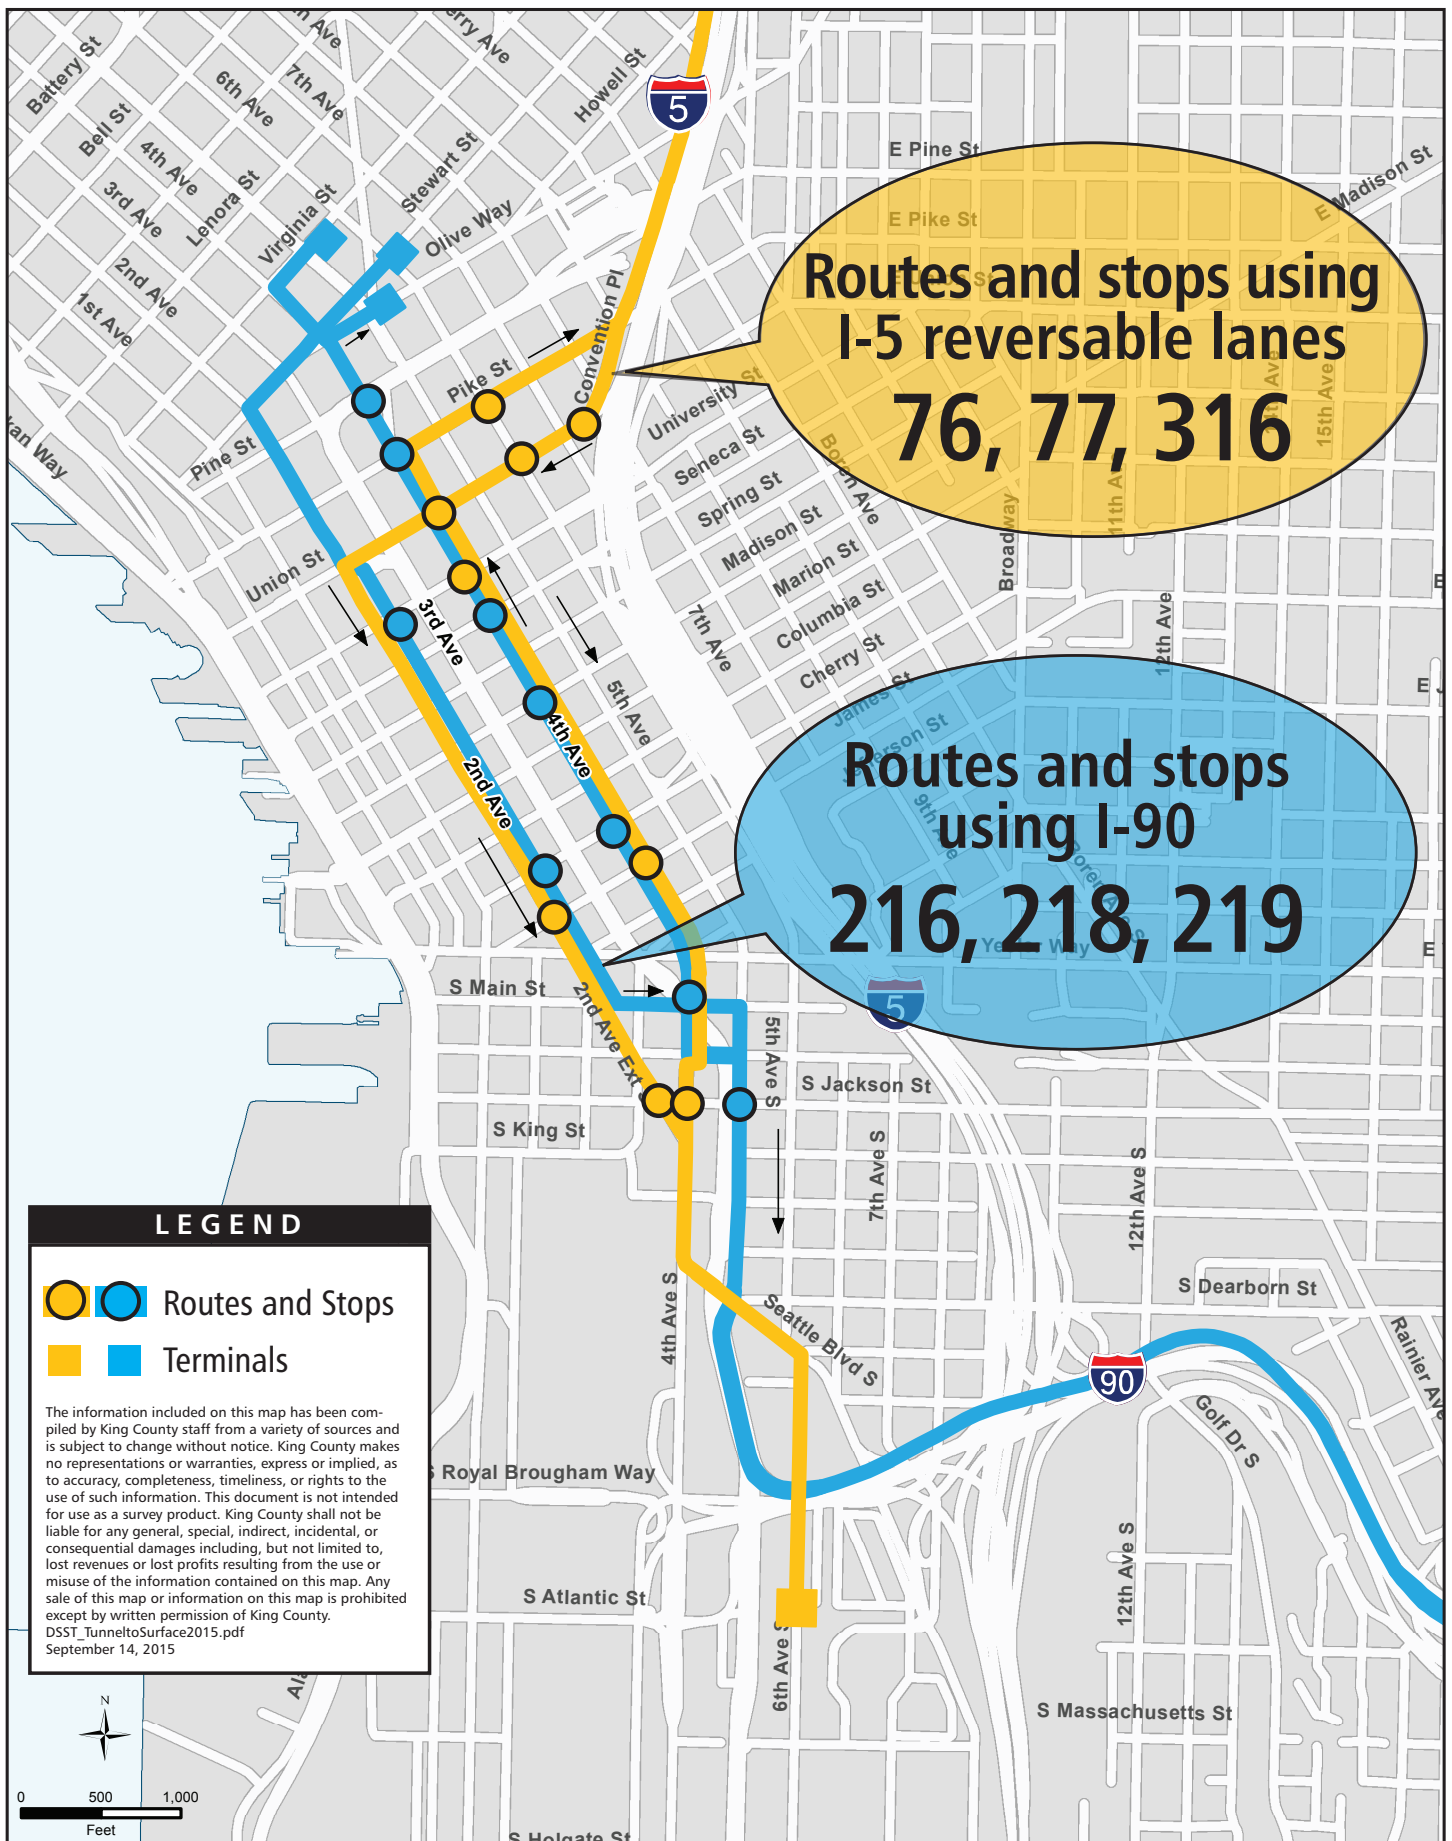 Battery St
6th Ave
7th Ave
Howell St
Bell St
4th Ave
3rd Ave
Lenora St
Virginia St
Stewart St
Olive Way
2nd Ave
1st Ave
5
E Pine St
E Pike St
E Madison St
Routes and stops using
I-5 reversable lanes
76, 77, 316
15th Ave
11th Ave
Convention Pl
Pike St
University St
Seneca St
Spring St
Madison St
Marion St
Columbia St
Cherry St
James St
Jefferson St
Boren Ave
Broadway
12th Ave
Pine St
Union St
3rd Ave
7th Ave
5th Ave
4th Ave
2nd Ave
Routes and stops
using I-90
216, 218, 219
9th Ave
Boren Ave S
Yesler Way
5
S Main St
2nd Ave Ext
5th Ave S
S Jackson St
S King St
7th Ave S
12th Ave S
S Dearborn St
4th Ave S
Seattle Blvd S
90
Rainier Ave
Golf Dr S
S Royal Brougham Way
S Atlantic St
12th Ave S
6th Ave S
S Massachusetts St
S Holgate St
LEGEND
Routes and Stops
Terminals
The information included on this map has been com-
piled by King County staff from a variety of sources and
is subject to change without notice. King County makes
no representations or warranties, express or implied, as
to accuracy, completeness, timeliness, or rights to the
use of such information. This document is not intended
for use as a survey product. King County shall not be
liable for any general, special, indirect, incidental, or
consequential damages including, but not limited to,
lost revenues or lost profits resulting from the use or
misuse of the information contained on this map. Any
sale of this map or information on this map is prohibited
except by written permission of King County.
DSST_TunneltoSurface2015.pdf
September 14, 2015
N
0 500 1,000
Feet